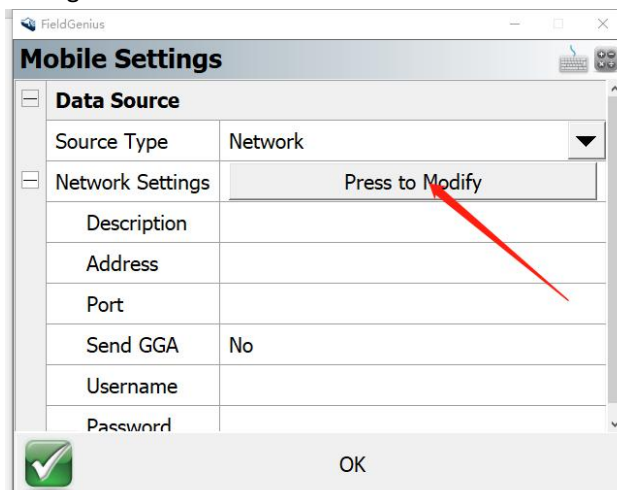 FieldGenius
Mobile Settings
Data Source
Source Type Network
Network Settings Press to Modify
Description
Address
Port
Send GGA No
Username
Password
OK